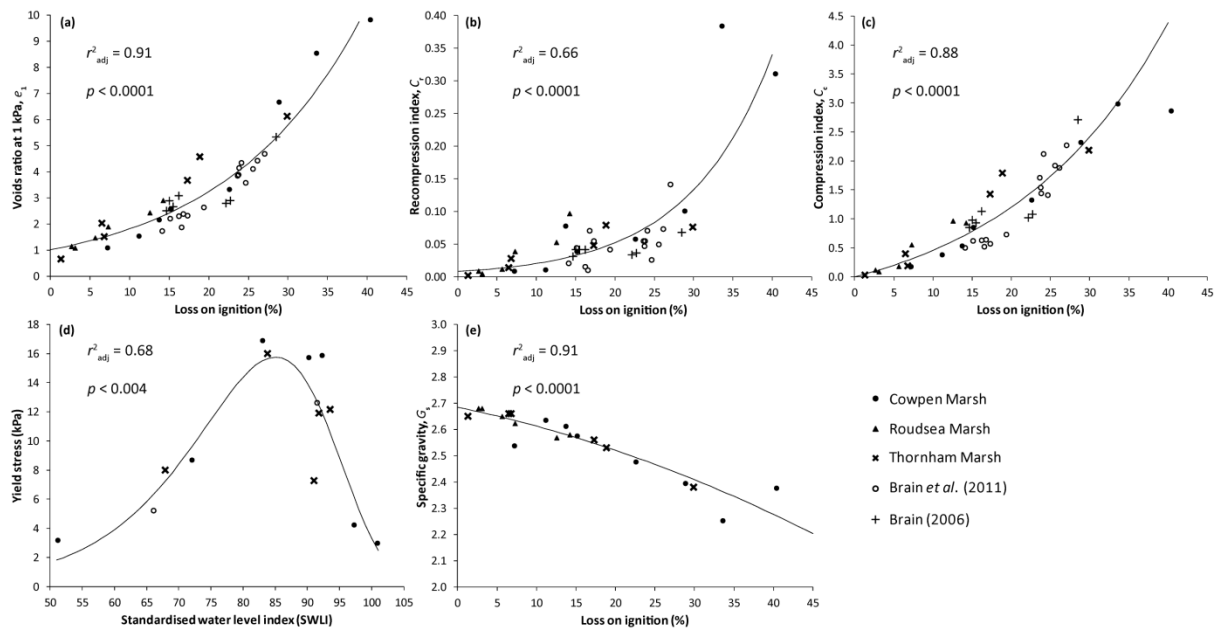 (a)
r²adj = 0.91
p < 0.0001
Voids ratio at 1 kPa, e₁
10
9
8
7
6
5
4
3
2
1
0
0 5 10 15 20 25 30 35 40 45
Loss on ignition (%)
(b)
r²adj = 0.66
p < 0.0001
Recompression index, Cr
0.40
0.35
0.30
0.25
0.20
0.15
0.10
0.05
0.00
0 5 10 15 20 25 30 35 40 45
Loss on ignition (%)
(c)
r²adj = 0.88
p < 0.0001
Compression index, Cc
4.5
4.0
3.5
3.0
2.5
2.0
1.5
1.0
0.5
0.0
0 5 10 15 20 25 30 35 40 45
Loss on ignition (%)
(d)
r²adj = 0.68
p < 0.004
Yield stress (kPa)
18
16
14
12
10
8
6
4
2
0
50 55 60 65 70 75 80 85 90 95 100 105
Standardised water level index (SWLI)
(e)
r²adj = 0.91
p < 0.0001
Specific gravity, Gs
3.0
2.9
2.8
2.7
2.6
2.5
2.4
2.3
2.2
2.1
2.0
0 5 10 15 20 25 30 35 40 45
Loss on ignition (%)
Cowpen Marsh
Roudsea Marsh
Thornham Marsh
Brain et al. (2011)
Brain (2006)